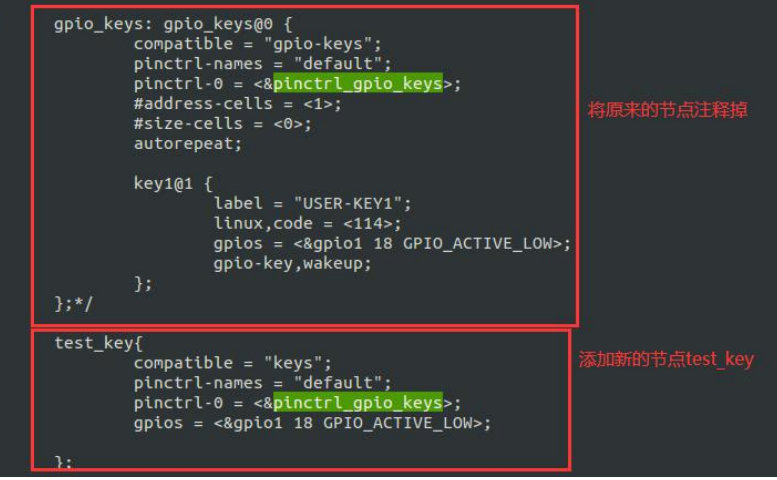 gpio_keys: gpio_keys@0 {
compatible = "gpio-keys";
pinctrl-names = "default";
pinctrl-0 = <&pinctrl_gpio_keys>;
#address-cells = <1>;
#size-cells = <0>;
autorepeat;
将原来的节点注释掉
key1@1 {
label = "USER-KEY1";
linux,code = <114>;
gpios = <&gpio1 18 GPIO_ACTIVE_LOW>;
gpio-key,wakeup;
};
};*/
test_key{
添加新的节点test_key
compatible = "keys";
pinctrl-names = "default";
pinctrl-0 = <&pinctrl_gpio_keys>;
gpios = <&gpio1 18 GPIO_ACTIVE_LOW>;
};